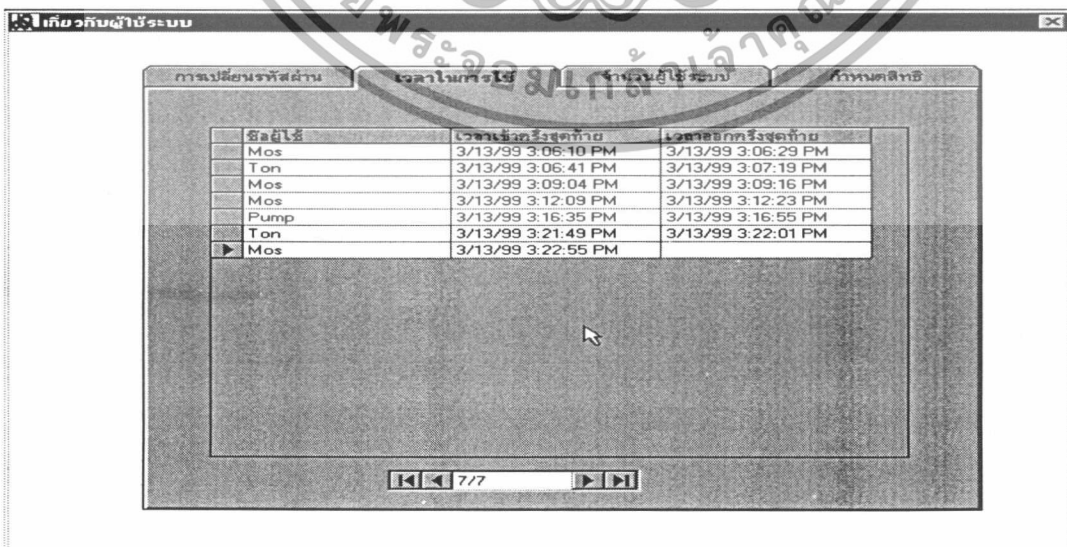 เกี่ยวกับผู้ใช้ระบบ
การเปลี่ยนรหัสผ่าน เวลาในการใช้ จำนวนผู้ใช้ระบบ กำหนดสิทธิ
ชื่อผู้ใช้ เวลาเข้าครั้งสุดท้าย เวลาออกครั้งสุดท้าย
Mos 3/13/99 3:06:10 PM 3/13/99 3:06:29 PM
Ton 3/13/99 3:06:41 PM 3/13/99 3:07:19 PM
Mos 3/13/99 3:09:04 PM 3/13/99 3:09:16 PM
Mos 3/13/99 3:12:09 PM 3/13/99 3:12:23 PM
Pump 3/13/99 3:16:35 PM 3/13/99 3:16:55 PM
Ton 3/13/99 3:21:49 PM 3/13/99 3:22:01 PM
Mos 3/13/99 3:22:55 PM
7/7